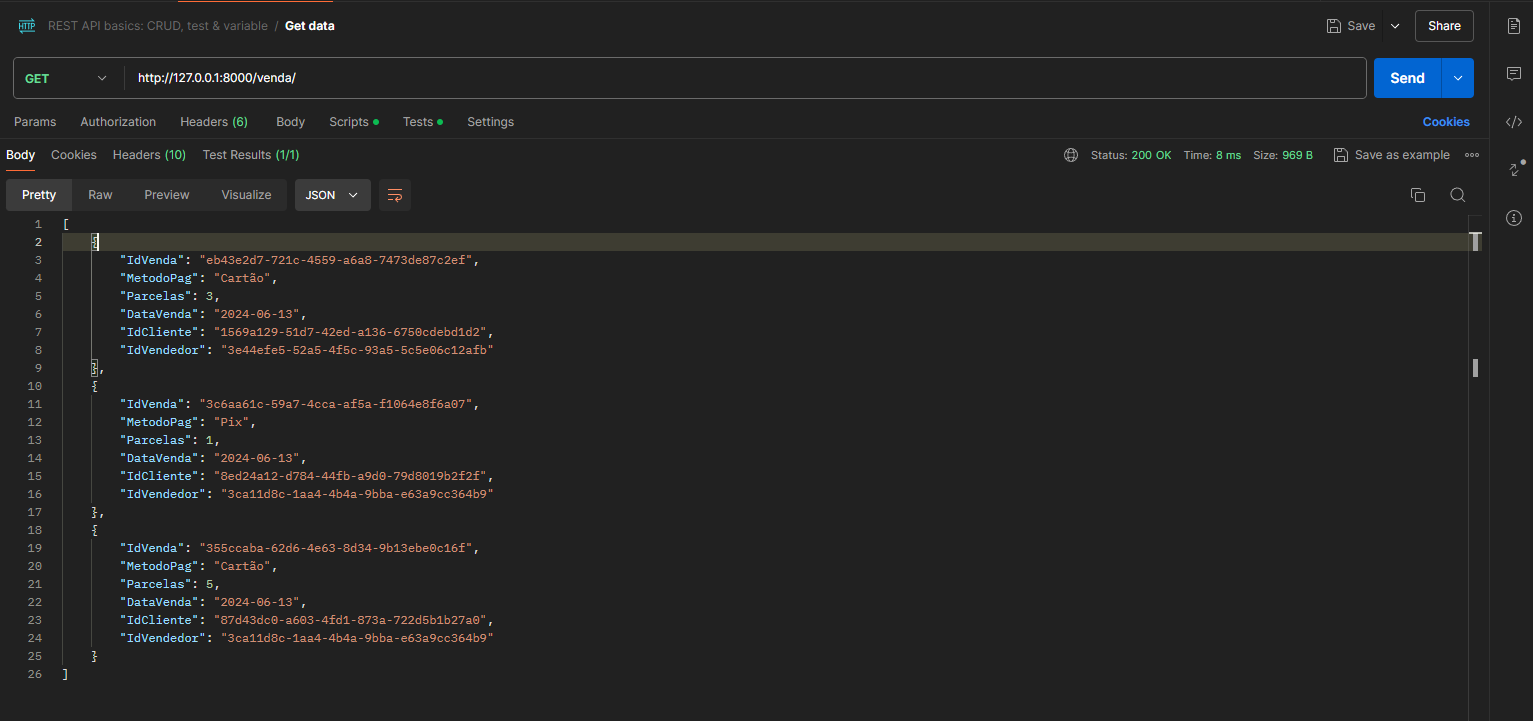 HTTP REST API basics: CRUD, test & variable / Get data Save Share
GET http://127.0.0.1:8000/venda/ Send
Params Authorization Headers (6) Body Scripts Tests Settings Cookies
Body Cookies Headers (10) Test Results (1/1) Status: 200 OK Time: 8 ms Size: 969 B Save as example
Pretty Raw Preview Visualize JSON
1 [
2 {
3 "IdVenda": "eb43e2d7-721c-4559-a6a8-7473de87c2ef",
4 "MetodoPag": "Cartão",
5 "Parcelas": 3,
6 "DataVenda": "2024-06-13",
7 "IdCliente": "1569a129-51d7-42ed-a136-6750cdebd1d2",
8 "IdVendedor": "3e44efe5-52a5-4f5c-93a5-5c5e06c12afb"
9 },
10 {
11 "IdVenda": "3c6aa61c-59a7-4cca-af5a-f1064e8f6a07",
12 "MetodoPag": "Pix",
13 "Parcelas": 1,
14 "DataVenda": "2024-06-13",
15 "IdCliente": "8ed24a12-d784-44fb-a9d0-79d8019b2f2f",
16 "IdVendedor": "3ca11d8c-1aa4-4b4a-9bba-e63a9cc364b9"
17 },
18 {
19 "IdVenda": "355ccaba-62d6-4e63-8d34-9b13ebe0c16f",
20 "MetodoPag": "Cartão",
21 "Parcelas": 5,
22 "DataVenda": "2024-06-13",
23 "IdCliente": "87d43dc0-a603-4fd1-873a-722d5b1b27a0",
24 "IdVendedor": "3ca11d8c-1aa4-4b4a-9bba-e63a9cc364b9"
25 }
26 ]